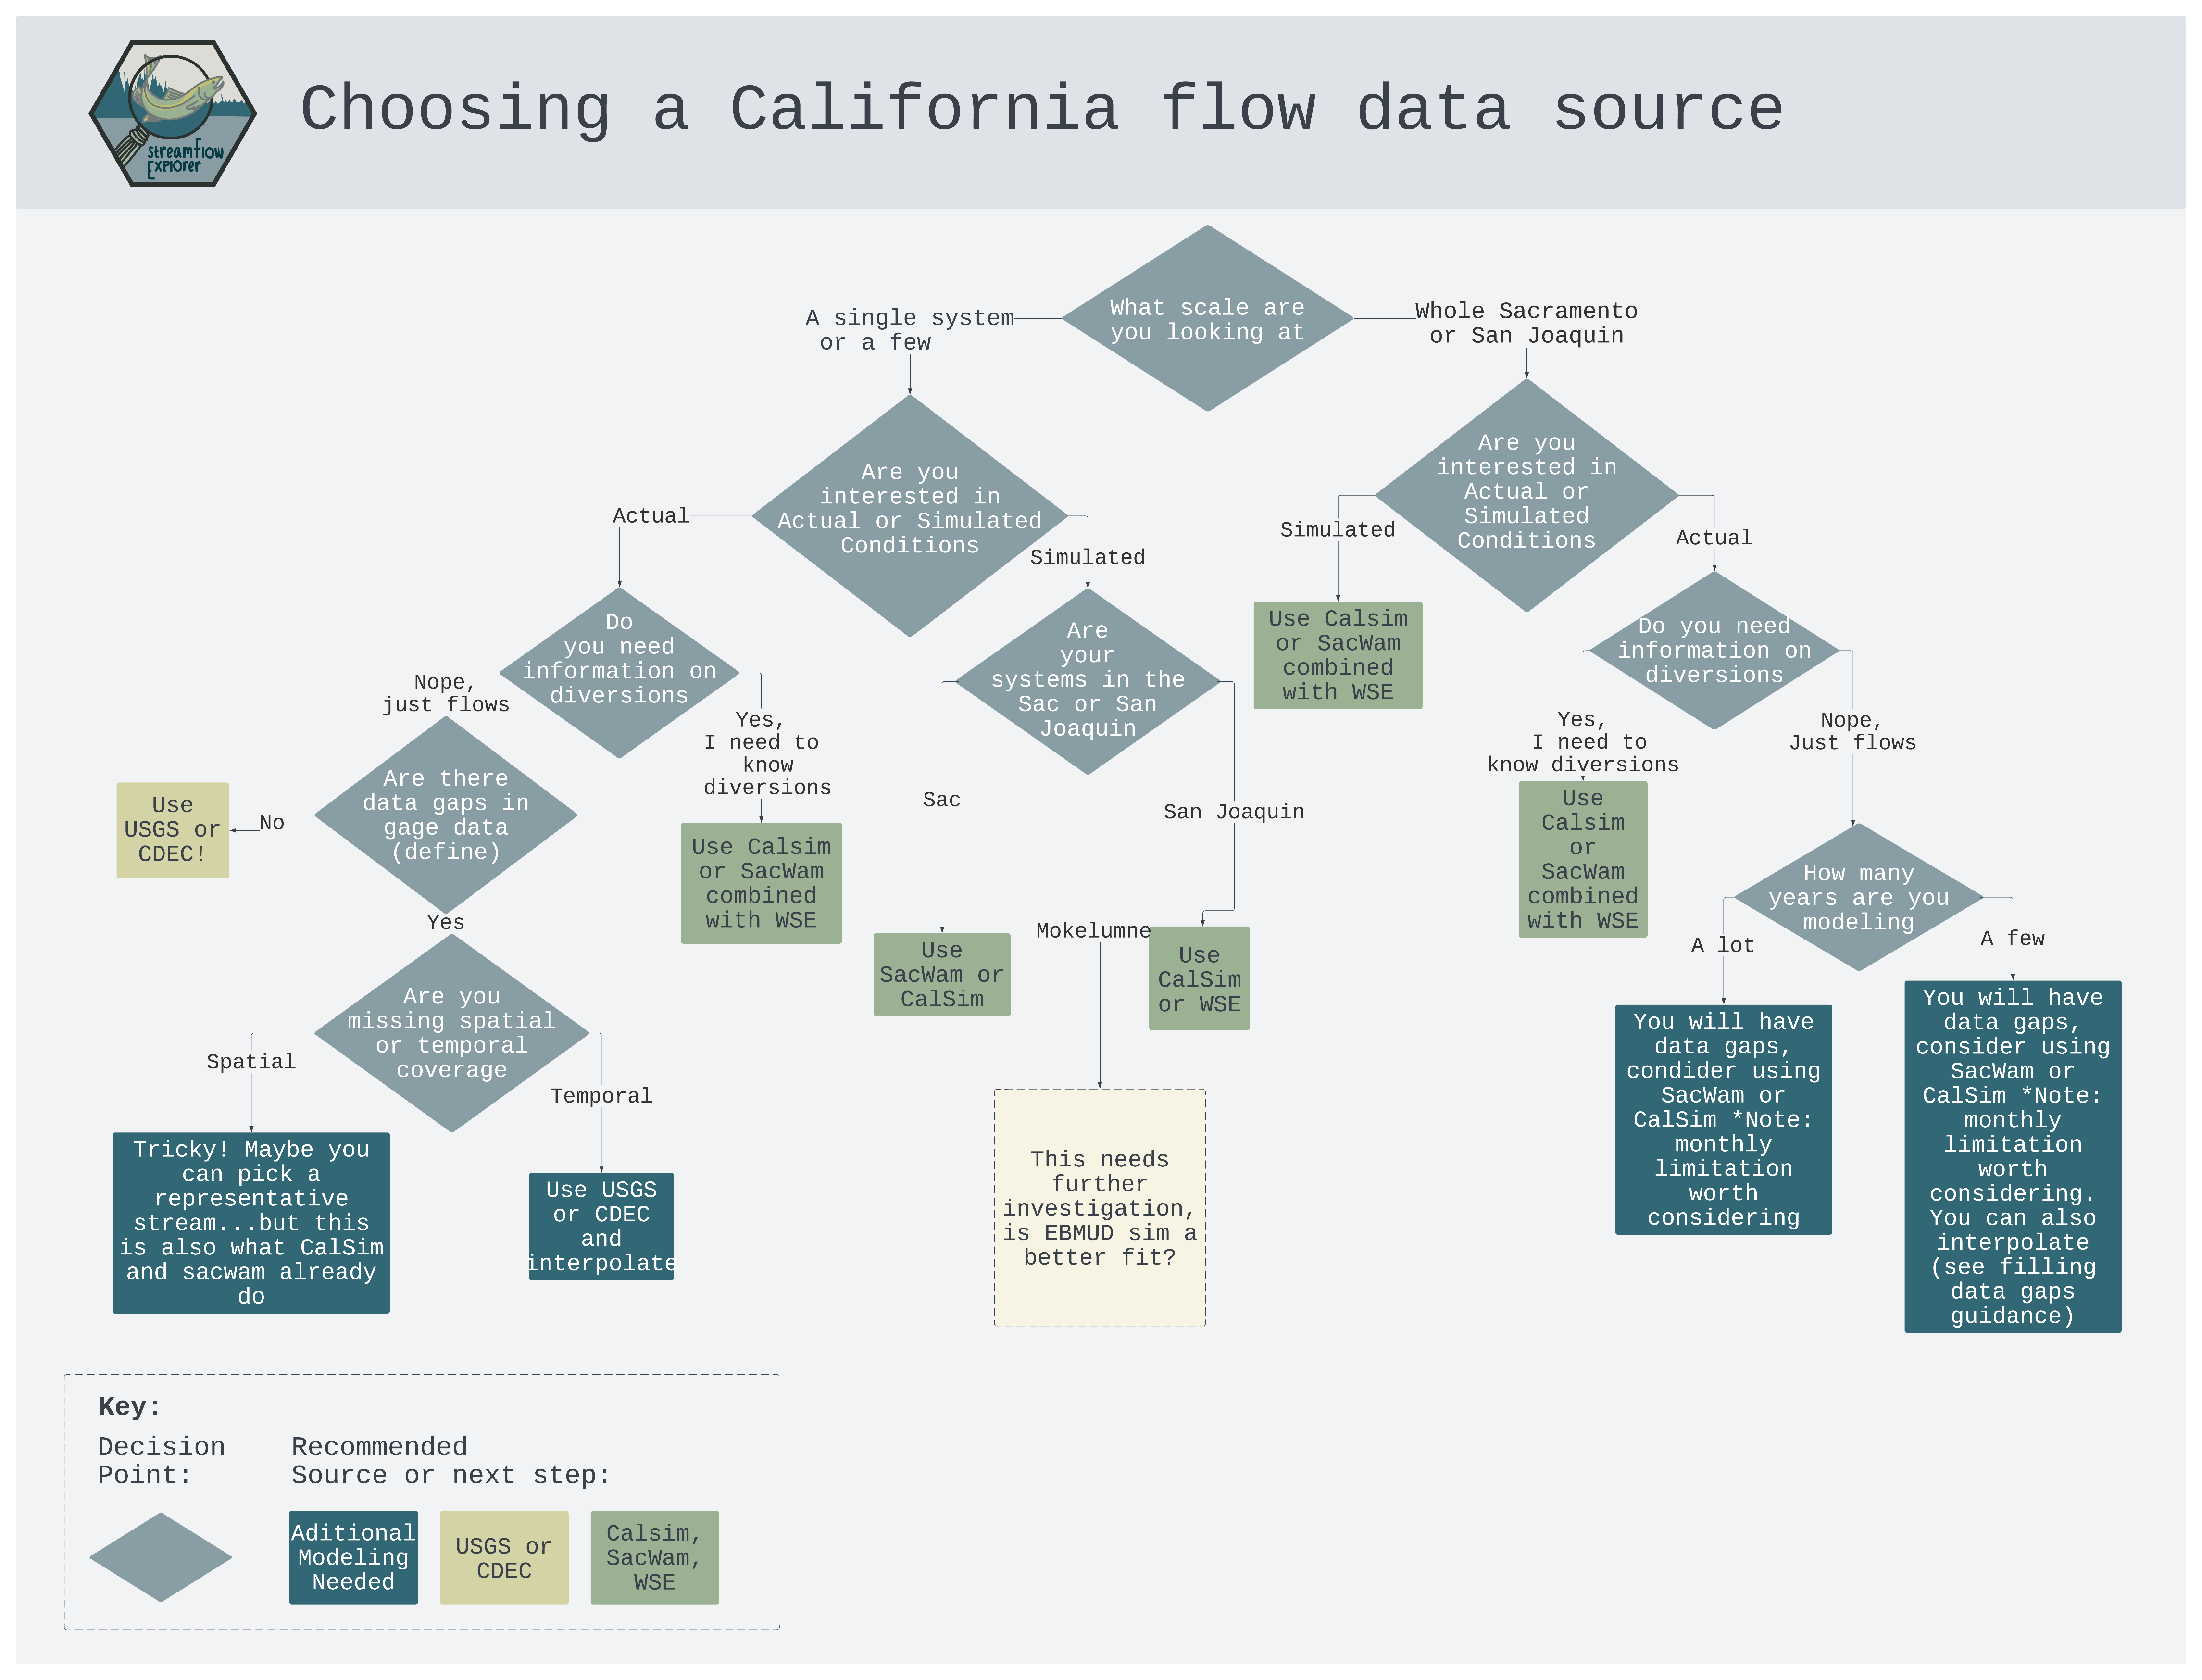 streamflow
Explorer
Choosing a California flow data source
What scale are
you looking at
A single system
or a few
Whole Sacramento
or San Joaquin
Are you
interested in
Actual or Simulated
Conditions
Are you
interested in
Actual or
Simulated
Conditions
Actual
Simulated
Simulated
Actual
Do
you need
information on
diversions
Are
your
systems in the
Sac or San
Joaquin
Use Calsim
or SacWam
combined
with WSE
Do you need
information on
diversions
Nope,
just flows
Yes,
I need to
know
diversions
Yes,
I need to
know diversions
Nope,
Just flows
Are there
data gaps in
gage data
(define)
No
Use
USGS or
CDEC!
Use Calsim
or SacWam
combined
with WSE
Sac
San Joaquin
Mokelumne
Use
SacWam or
CalSim
Use
CalSim
or WSE
Use
Calsim
or
SacWam
combined
with WSE
How many
years are you
modeling
Yes
A lot
A few
Are you
missing spatial
or temporal
coverage
Spatial
Temporal
Tricky! Maybe you
can pick a
representative
stream...but this
is also what CalSim
and sacwam already
do
Use USGS
or CDEC
and
interpolate
This needs
further
investigation,
is EBMUD sim a
better fit?
You will have
data gaps,
condider using
SacWam or
CalSim *Note:
monthly
limitation
worth
considering
You will have
data gaps,
consider using
SacWam or
CalSim *Note:
monthly
limitation
worth
considering.
You can also
interpolate
(see filling
data gaps
guidance)
Key:
Decision
Point:
Recommended
Source or next step:
Aditional
Modeling
Needed
USGS or
CDEC
Calsim,
SacWam,
WSE